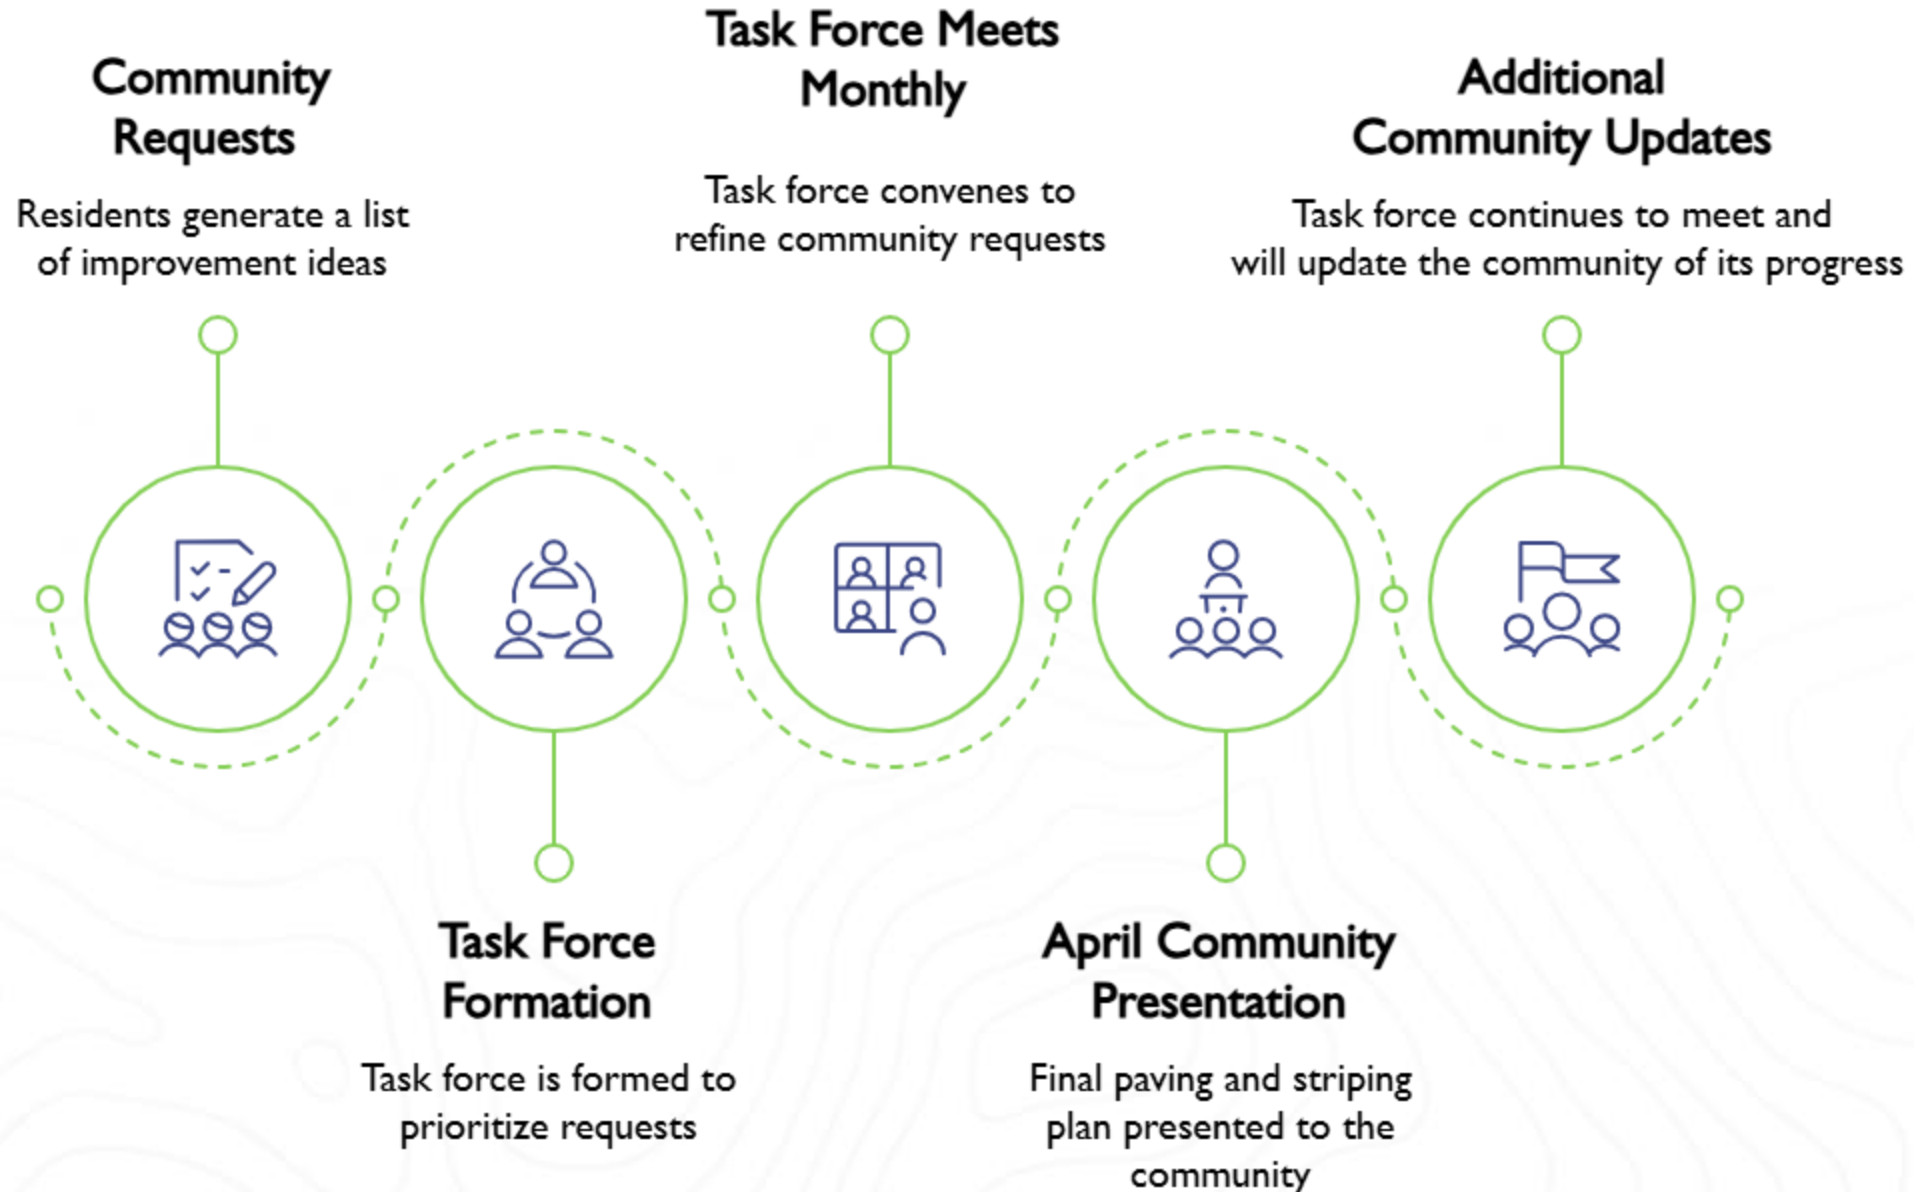 Community
Requests
Residents generate a list
of improvement ideas
Task Force
Formation
Task force is formed to
prioritize requests
Task Force Meets
Monthly
Task force convenes to
refine community requests
April Community
Presentation
Final paving and striping
plan presented to the
community
Additional
Community Updates
Task force continues to meet and
will update the community of its progress